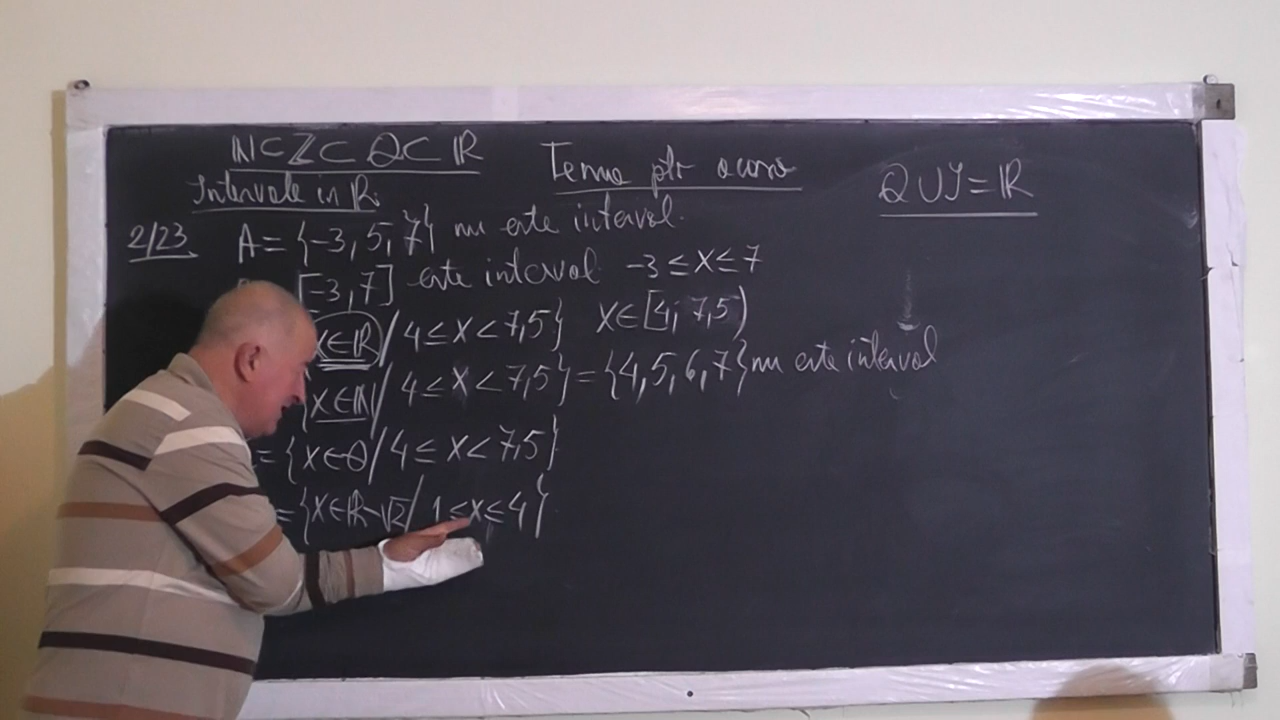 ℕ⊂ℤ⊂ℚ⊂ℝ
Tema ptr acasă
ℚ∪J=ℝ
Intervale in ℝ.
2/23 A={-3,5,7} nu este interval.
[-3,7] este interval. -3≤x≤7
x∈ℝ/ 4≤x<7,5} x∈[4;7,5)
{x∈ℕ/ 4≤x<7,5}={4,5,6,7} nu este interval
={x∈ℚ/ 4≤x<7,5}
={x∈ℝ-√2/ 1≤x≤4}